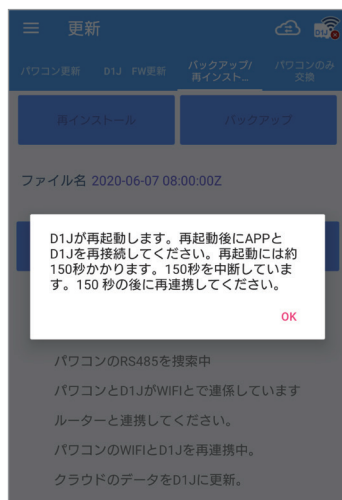 更新
D1J
パワコン更新 D1J FW更新 バックアップ/ パワコンのみ
再インスト… 交換
再インストール バックアップ
ファイル名 2020-06-07 08:00:00Z
D1Jが再起動します。再起動後にAPPと
D1Jを再接続してください。再起動には約
150秒かかります。150秒を中断していま
す。150 秒の後に再連携してください。
OK
パワコンのRS485を捜索中
パワコンとD1JがWIFIとで連係しています
ルーターと連携してください。
パワコンのWIFIとD1Jを再連携中。
クラウドのデータをD1Jに更新。